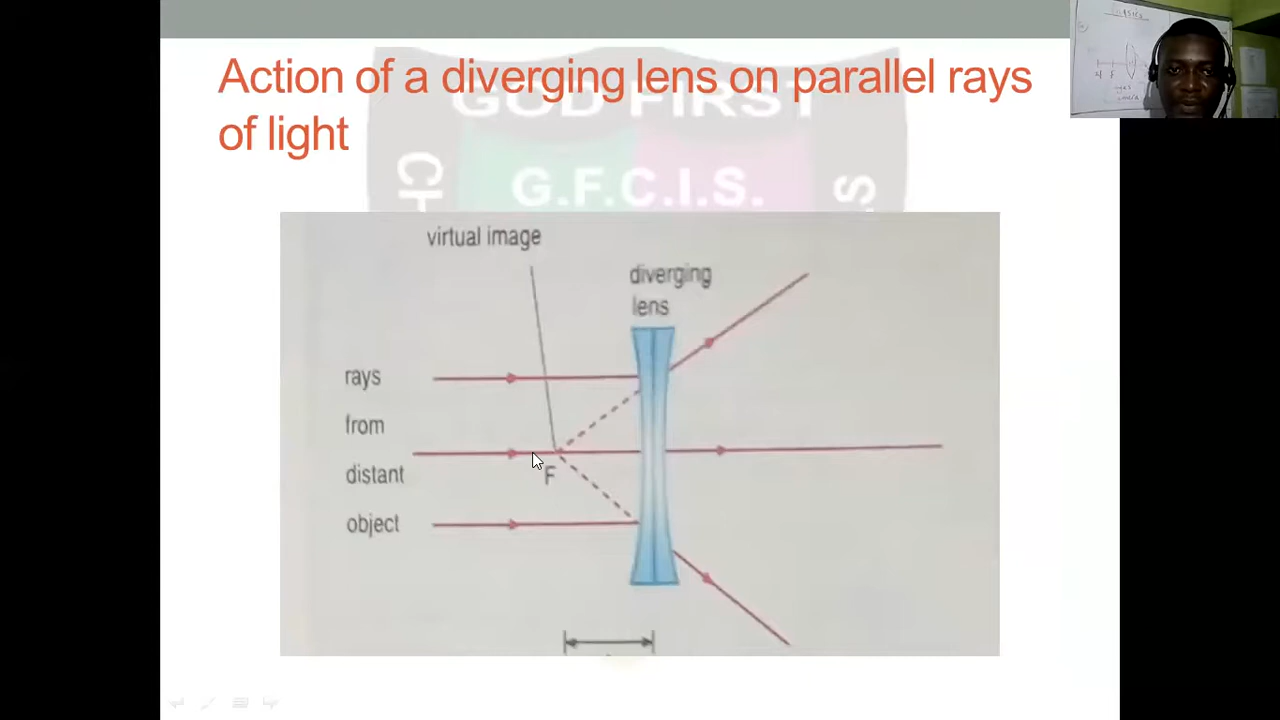 Action of a diverging lens on parallel rays
of light
GOD FIRST
CH
G.F.C.I.S.
S
virtual image
diverging
lens
rays
from
distant
object
F